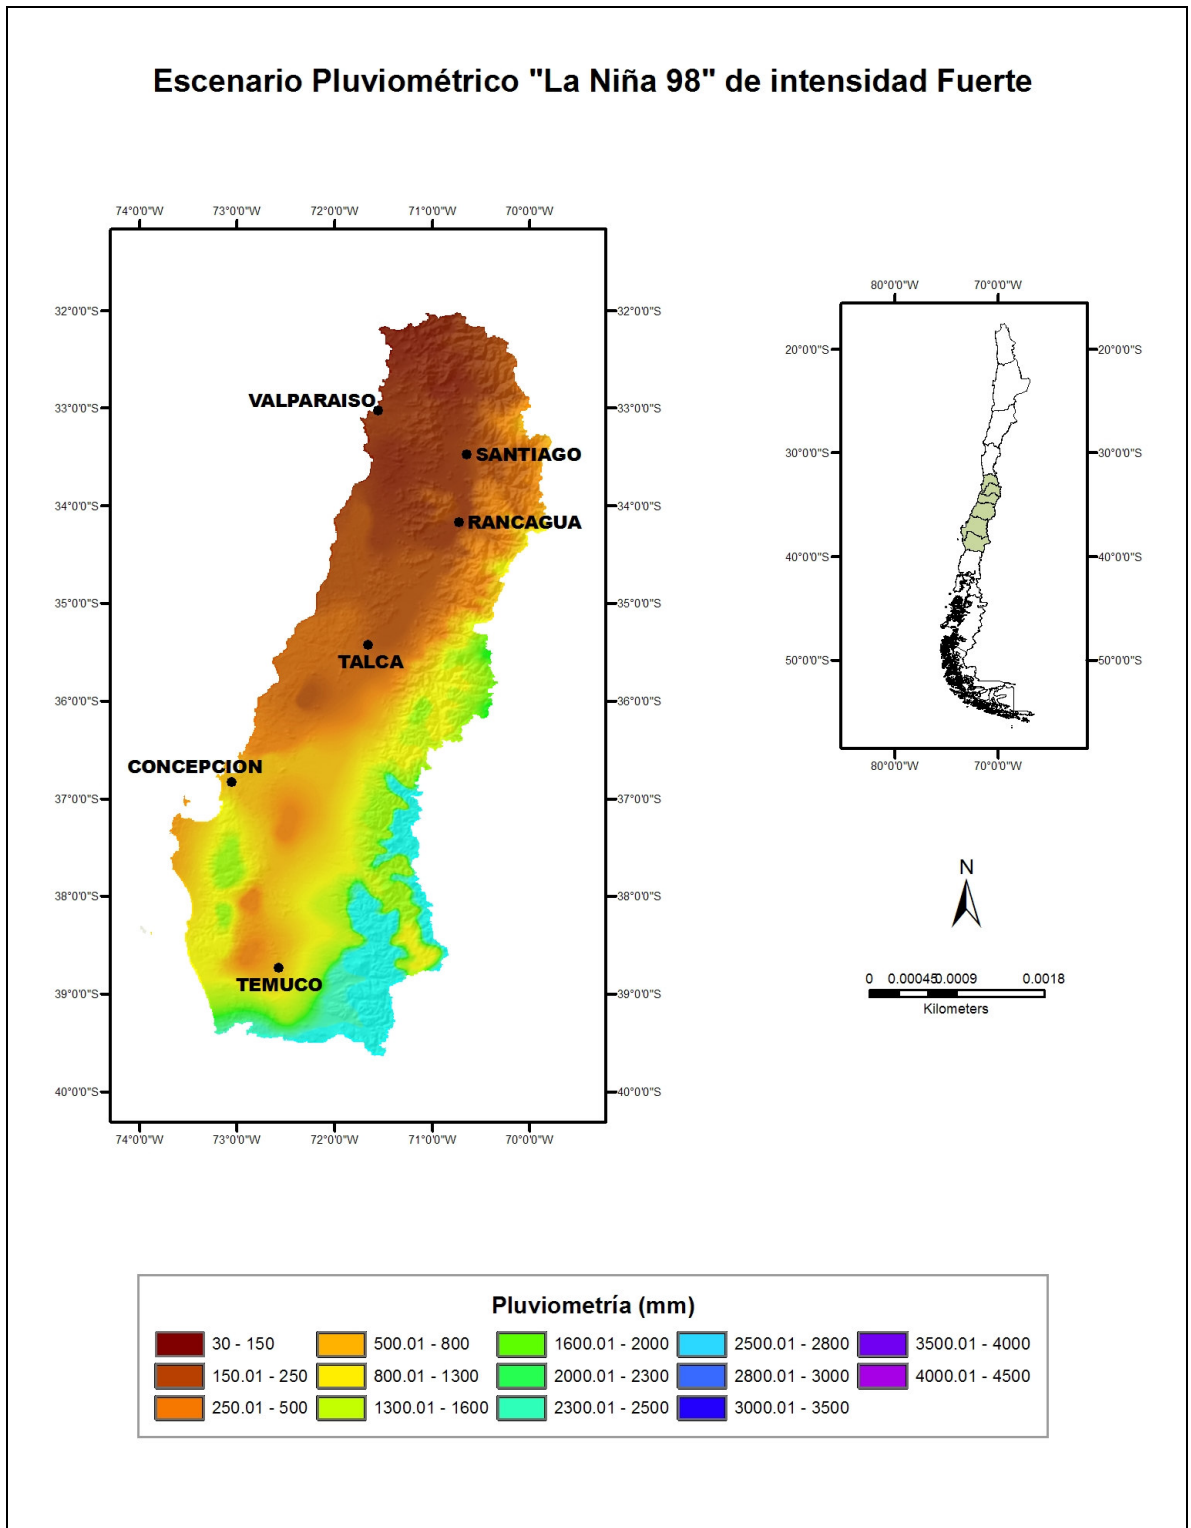 Escenario Pluviométrico "La Niña 98" de intensidad Fuerte
74°0'0"W 73°0'0"W 72°0'0"W 71°0'0"W 70°0'0"W
32°0'0"S 32°0'0"S
33°0'0"S 33°0'0"S
34°0'0"S 34°0'0"S
35°0'0"S 35°0'0"S
36°0'0"S 36°0'0"S
37°0'0"S 37°0'0"S
38°0'0"S 38°0'0"S
39°0'0"S 39°0'0"S
40°0'0"S 40°0'0"S
VALPARAISO
SANTIAGO
RANCAGUA
TALCA
CONCEPCION
TEMUCO
74°0'0"W 73°0'0"W 72°0'0"W 71°0'0"W 70°0'0"W
80°0'0"W 70°0'0"W
20°0'0"S 20°0'0"S
30°0'0"S 30°0'0"S
40°0'0"S 40°0'0"S
50°0'0"S 50°0'0"S
80°0'0"W 70°0'0"W
N
0 0.00045 0.0009 0.0018
Kilometers
Pluviometría (mm)
30 - 150 500.01 - 800 1600.01 - 2000 2500.01 - 2800 3500.01 - 4000
150.01 - 250 800.01 - 1300 2000.01 - 2300 2800.01 - 3000 4000.01 - 4500
250.01 - 500 1300.01 - 1600 2300.01 - 2500 3000.01 - 3500